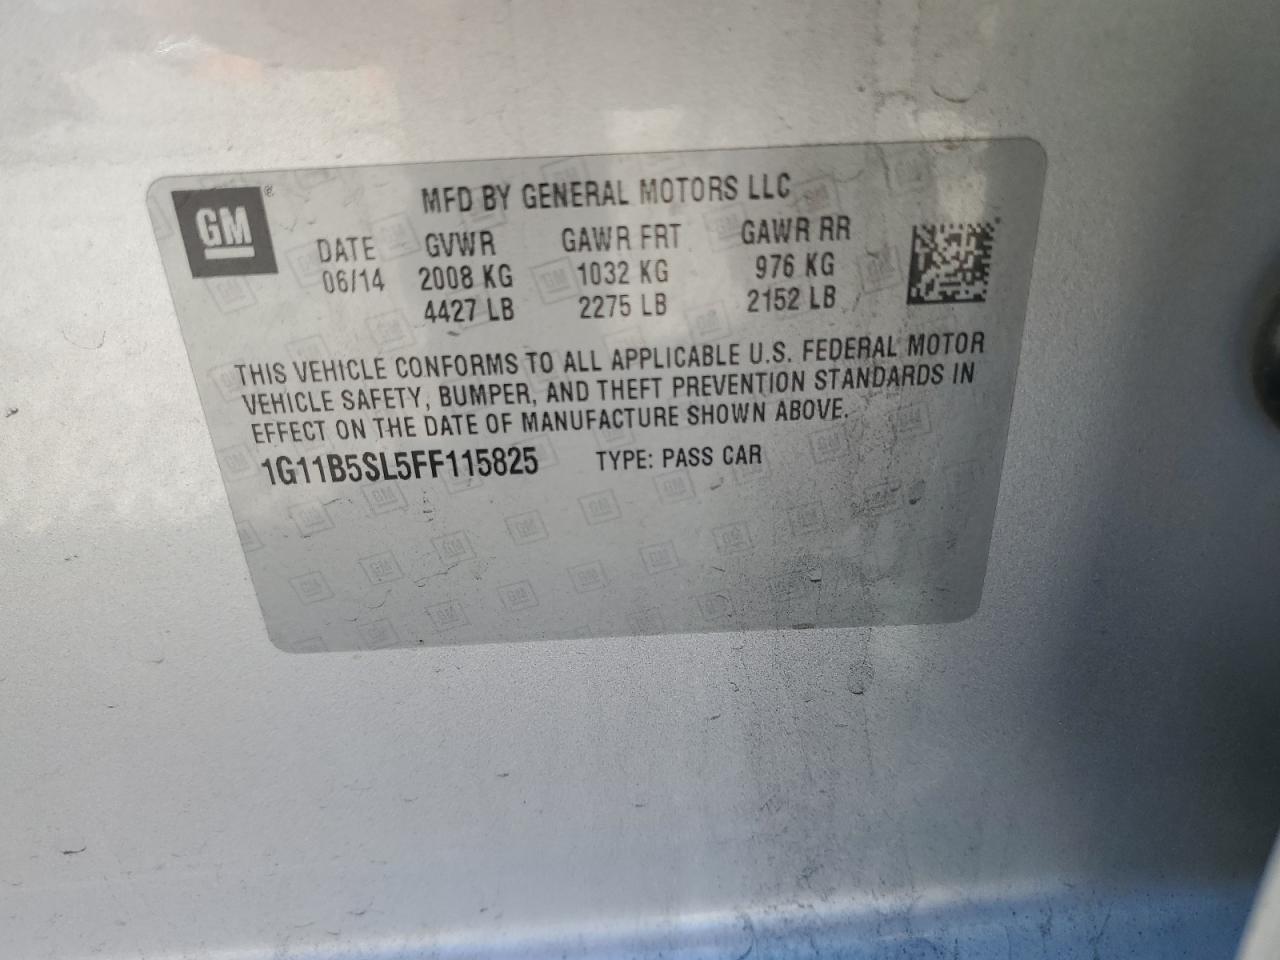 GM®
MFD BY GENERAL MOTORS LLC
DATE GVWR GAWR FRT GAWR RR
06/14 2008 KG 1032 KG 976 KG
4427 LB 2275 LB 2152 LB
THIS VEHICLE CONFORMS TO ALL APPLICABLE U.S. FEDERAL MOTOR
VEHICLE SAFETY, BUMPER, AND THEFT PREVENTION STANDARDS IN
EFFECT ON THE DATE OF MANUFACTURE SHOWN ABOVE.
1G11B5SL5FF115825 TYPE: PASS CAR